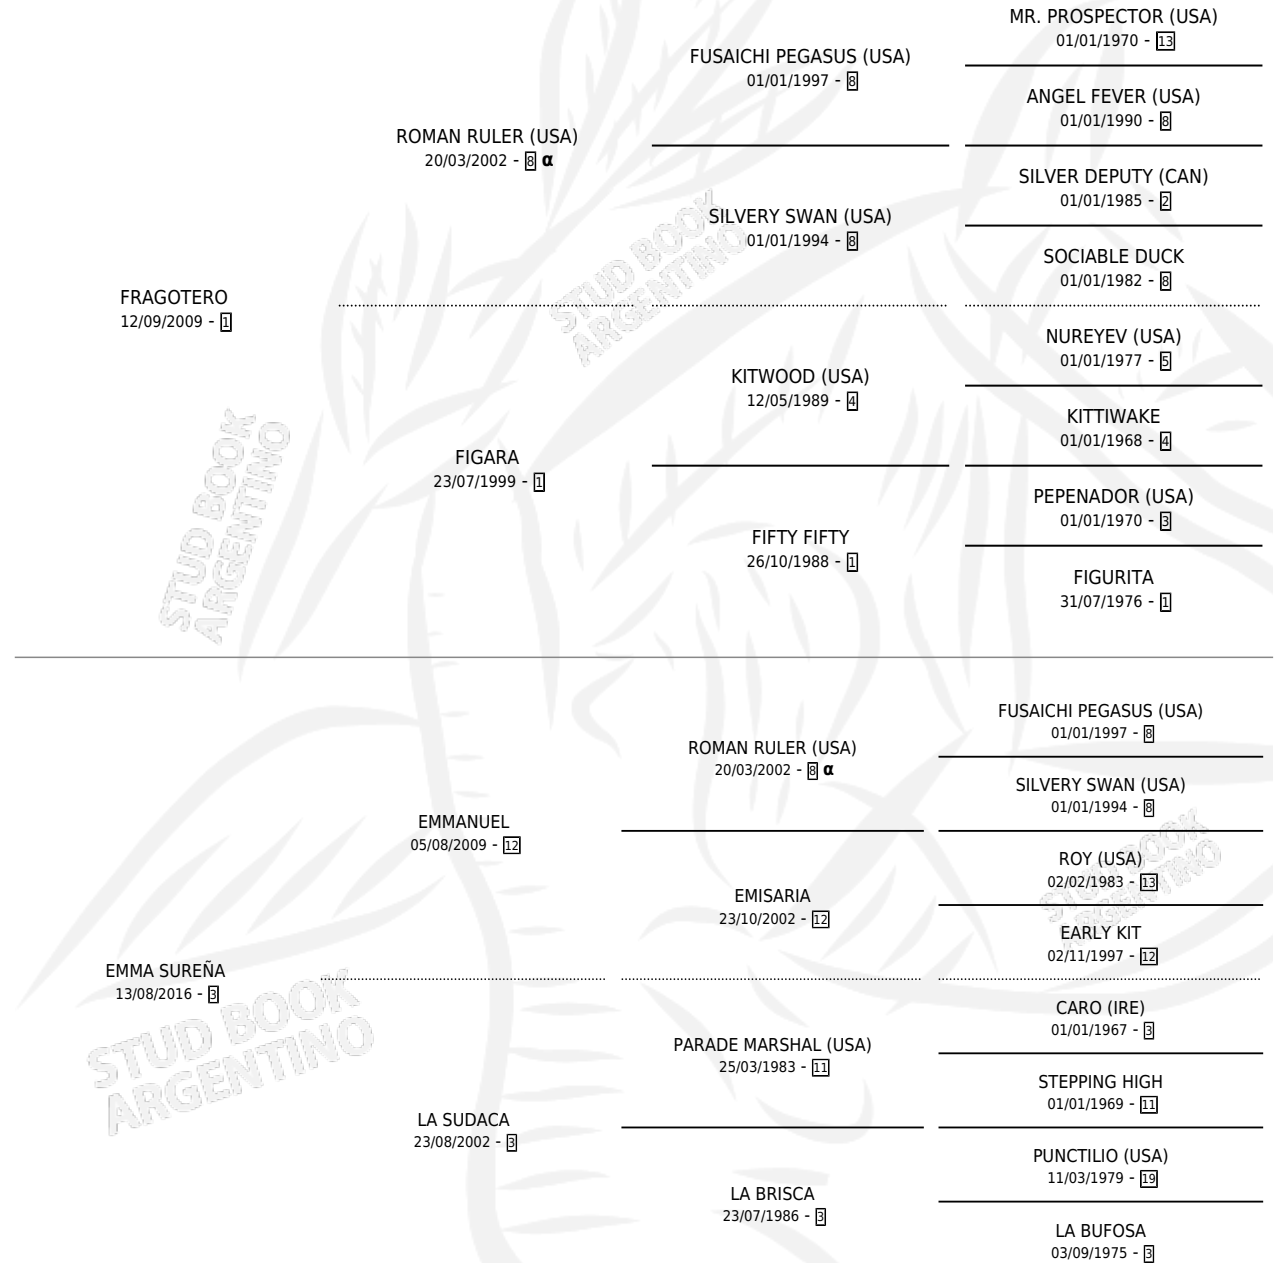 MR. PROSPECTOR (USA)
01/01/1970 - 13
FUSAICHI PEGASUS (USA)
01/01/1997 - 8
ANGEL FEVER (USA)
01/01/1990 - 8
ROMAN RULER (USA)
20/03/2002 - 8 α
SILVER DEPUTY (CAN)
01/01/1985 - 2
SILVERY SWAN (USA)
01/01/1994 - 8
SOCIABLE DUCK
01/01/1982 - 8
STUD BOOK
ARGENTINO
FRAGOTERO
12/09/2009 - 1
NUREYEV (USA)
01/01/1977 - 5
KITWOOD (USA)
12/05/1989 - 4
KITTIWAKE
01/01/1968 - 4
FIGARA
23/07/1999 - 1
PEPENADOR (USA)
01/01/1970 - 3
FIFTY FIFTY
26/10/1988 - 1
FIGURITA
31/07/1976 - 1
STUD BOOK
ARGENTINO
FUSAICHI PEGASUS (USA)
01/01/1997 - 8
ROMAN RULER (USA)
20/03/2002 - 8 α
SILVERY SWAN (USA)
01/01/1994 - 8
EMMANUEL
05/08/2009 - 12
ROY (USA)
02/02/1983 - 13
EMISARIA
23/10/2002 - 12
EARLY KIT
02/11/1997 - 12
STUD BOOK
ARGENTINO
EMMA SUREÑA
13/08/2016 - 3
CARO (IRE)
01/01/1967 - 3
PARADE MARSHAL (USA)
25/03/1983 - 11
STEPPING HIGH
01/01/1969 - 11
LA SUDACA
23/08/2002 - 3
PUNCTILIO (USA)
11/03/1979 - 19
LA BRISCA
23/07/1986 - 3
LA BUFOSA
03/09/1975 - 3
STUD BOOK
ARGENTINO